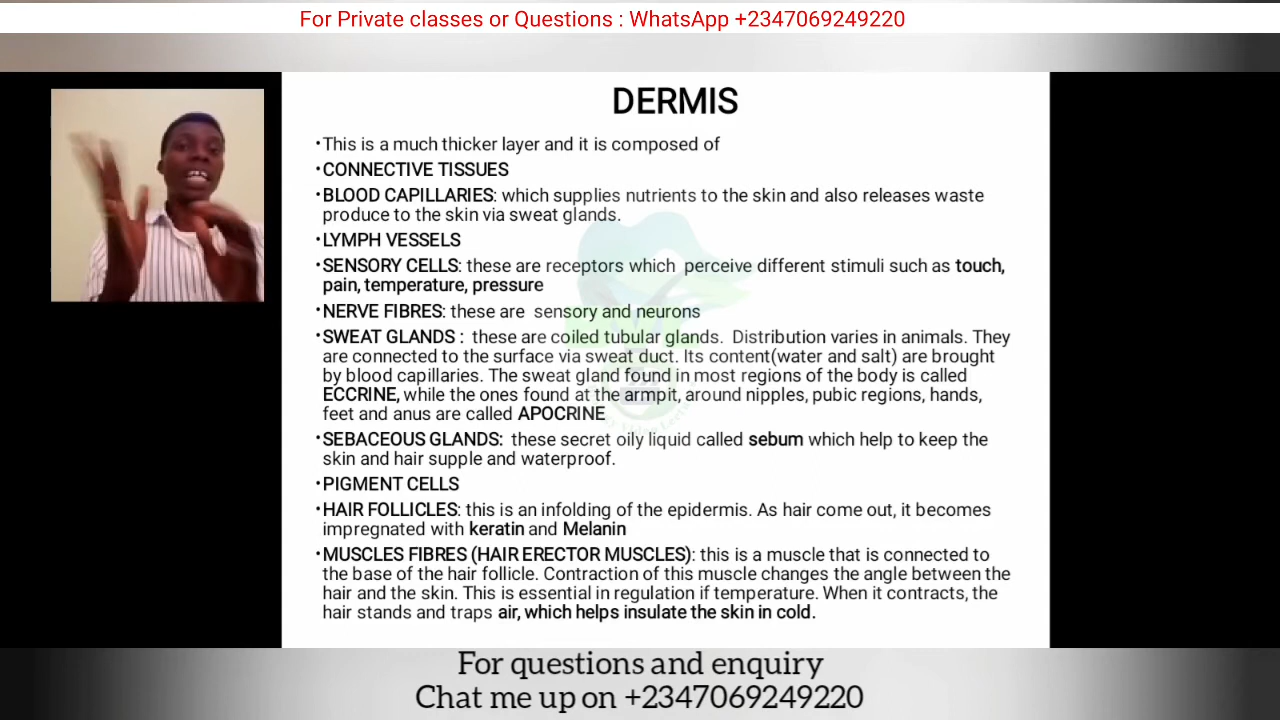 For Private classes or Questions : WhatsApp +2347069249220
DERMIS
•This is a much thicker layer and it is composed of
•CONNECTIVE TISSUES
•BLOOD CAPILLARIES: which supplies nutrients to the skin and also releases waste
produce to the skin via sweat glands.
•LYMPH VESSELS
•SENSORY CELLS: these are receptors which perceive different stimuli such as touch,
pain, temperature, pressure
•NERVE FIBRES: these are sensory and neurons
•SWEAT GLANDS : these are coiled tubular glands. Distribution varies in animals. They
are connected to the surface via sweat duct. Its content(water and salt) are brought
by blood capillaries. The sweat gland found in most regions of the body is called
ECCRINE, while the ones found at the armpit, around nipples, pubic regions, hands,
feet and anus are called APOCRINE
•SEBACEOUS GLANDS: these secret oily liquid called sebum which help to keep the
skin and hair supple and waterproof.
•PIGMENT CELLS
•HAIR FOLLICLES: this is an infolding of the epidermis. As hair come out, it becomes
impregnated with keratin and Melanin
•MUSCLES FIBRES (HAIR ERECTOR MUSCLES): this is a muscle that is connected to
the base of the hair follicle. Contraction of this muscle changes the angle between the
hair and the skin. This is essential in regulation if temperature. When it contracts, the
hair stands and traps air, which helps insulate the skin in cold.
For questions and enquiry
Chat me up on +2347069249220